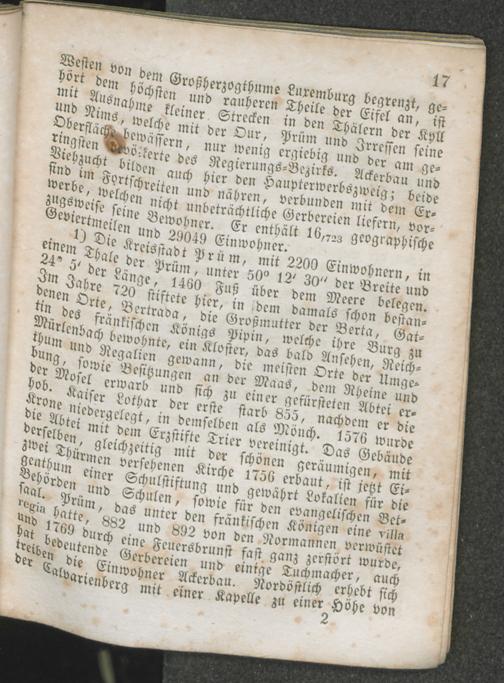 17
Westen von dem Großherzogthume Luxemburg begrenzt, ge-
hört dem höchsten und rauheren Theile der Eifel an, ist
mit Ausnahme kleiner Strecken in den Thälern der Kyll
und Nims, welche mit der Our, Prüm und Irressen seine
Oberfläche bewässern, nur wenig ergiebig und der am ge-
ringsten bevölkerte des Regierungs-Bezirks. Ackerbau und
Viehzucht bilden auch hier den Haupterwerbszweig; beide
sind im Fortschreiten und nähren, verbunden mit dem Er-
werbe, welchen nicht unbeträchtliche Gerbereien liefern, vor-
zugsweise seine Bewohner. Er enthält 16,723 geographische
Geviertmeilen und 29049 Einwohner.
1) Die Kreisstadt Prüm, mit 2200 Einwohnern, in
einem Thale der Prüm, unter 50° 12′ 30″ der Breite und
24° 5′ der Länge, 1460 Fuß über dem Meere belegen.
Im Jahre 720 stiftete hier, in dem damals schon bestan-
denen Orte, Bertrada, die Großmutter der Berta, Gat-
tin des fränkischen Königs Pipin, welche ihre Burg zu
Mürlenbach bewohnte, ein Kloster, das bald Ansehen, Reich-
thum und Regalien gewann, die meisten Orte der Umge-
bung, sowie Besitzungen an der Maas, dem Rheine und
der Mosel erwarb und sich zu einer gefürsteten Abtei er-
hob. Kaiser Lothar der erste starb 855, nachdem er die
Krone niedergelegt, in demselben als Mönch. 1576 wurde
die Abtei mit dem Erzstifte Trier vereinigt. Das Gebäude
derselben, gleichzeitig mit der schönen geräumigen, mit
zwei Thürmen versehenen Kirche 1756 erbaut, ist jetzt Ei-
genthum einer Schulstiftung und gewährt Lokalien für die
Behörden und Schulen, sowie für den evangelischen Bet-
saal. Prüm, das unter den fränkischen Königen eine villa
regia hatte, 882 und 892 von den Normannen verwüstet
und 1769 durch eine Feuersbrunst fast ganz zerstört wurde,
hat bedeutende Gerbereien und einige Tuchmacher, auch
treiben die Einwohner Ackerbau. Nordöstlich erhebt sich
der Calvarienberg mit einer Kapelle zu einer Höhe von
2